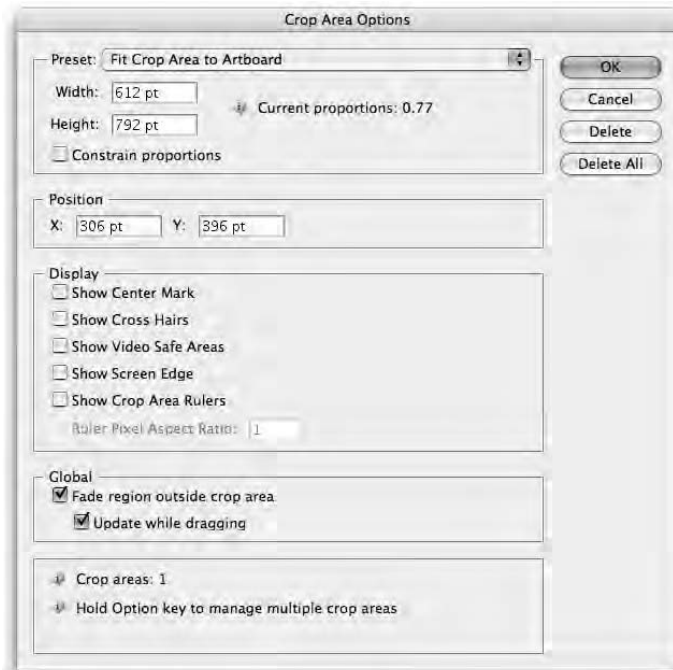 Crop Area Options
Preset: Fit Crop Area to Artboard
Width: 612 pt
Height: 792 pt
Current proportions: 0.77
Constrain proportions
OK
Cancel
Delete
Delete All
Position
X: 306 pt Y: 396 pt
Display
Show Center Mark
Show Cross Hairs
Show Video Safe Areas
Show Screen Edge
Show Crop Area Rulers
Ruler Pixel Aspect Ratio: 1
Global
Fade region outside crop area
Update while dragging
Crop areas: 1
Hold Option key to manage multiple crop areas